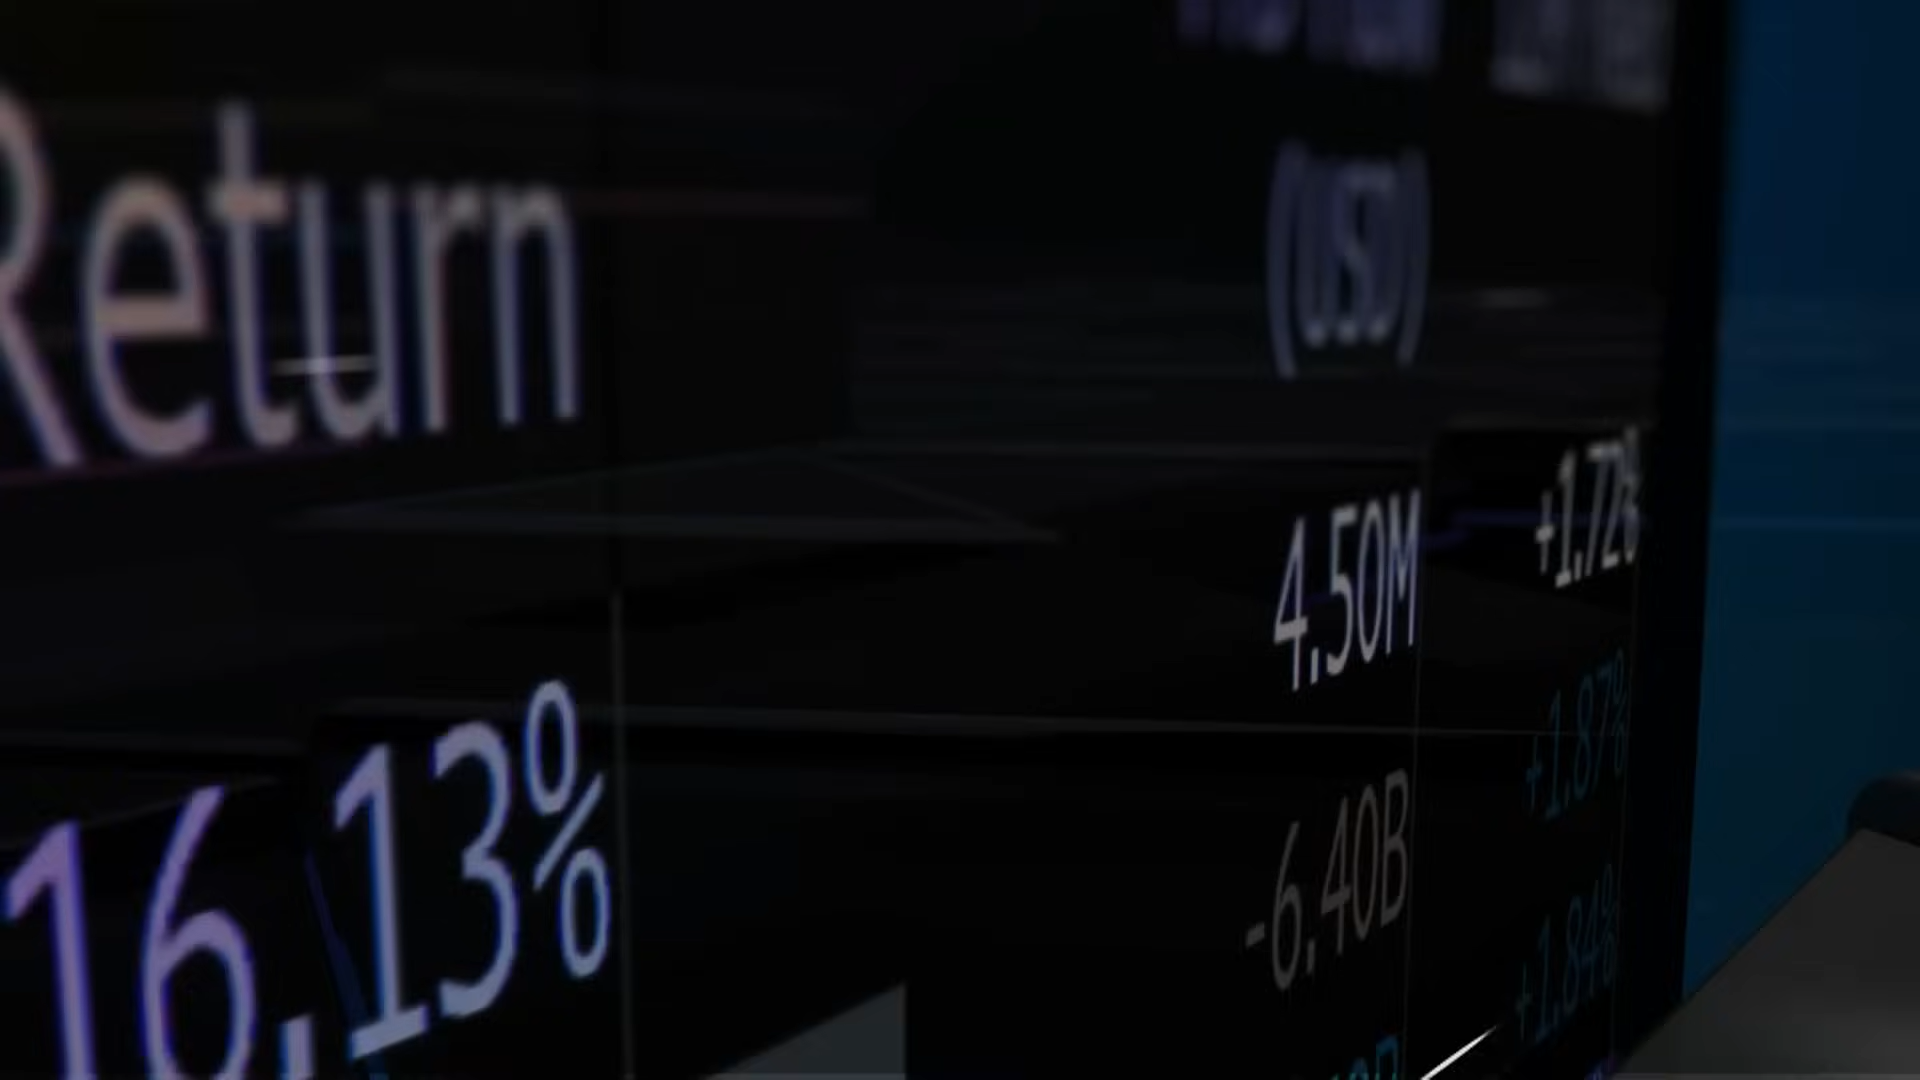 Return
(USD)
4.50M
+1.72%
16.13%
-6.40B
+1.87%
+1.84%